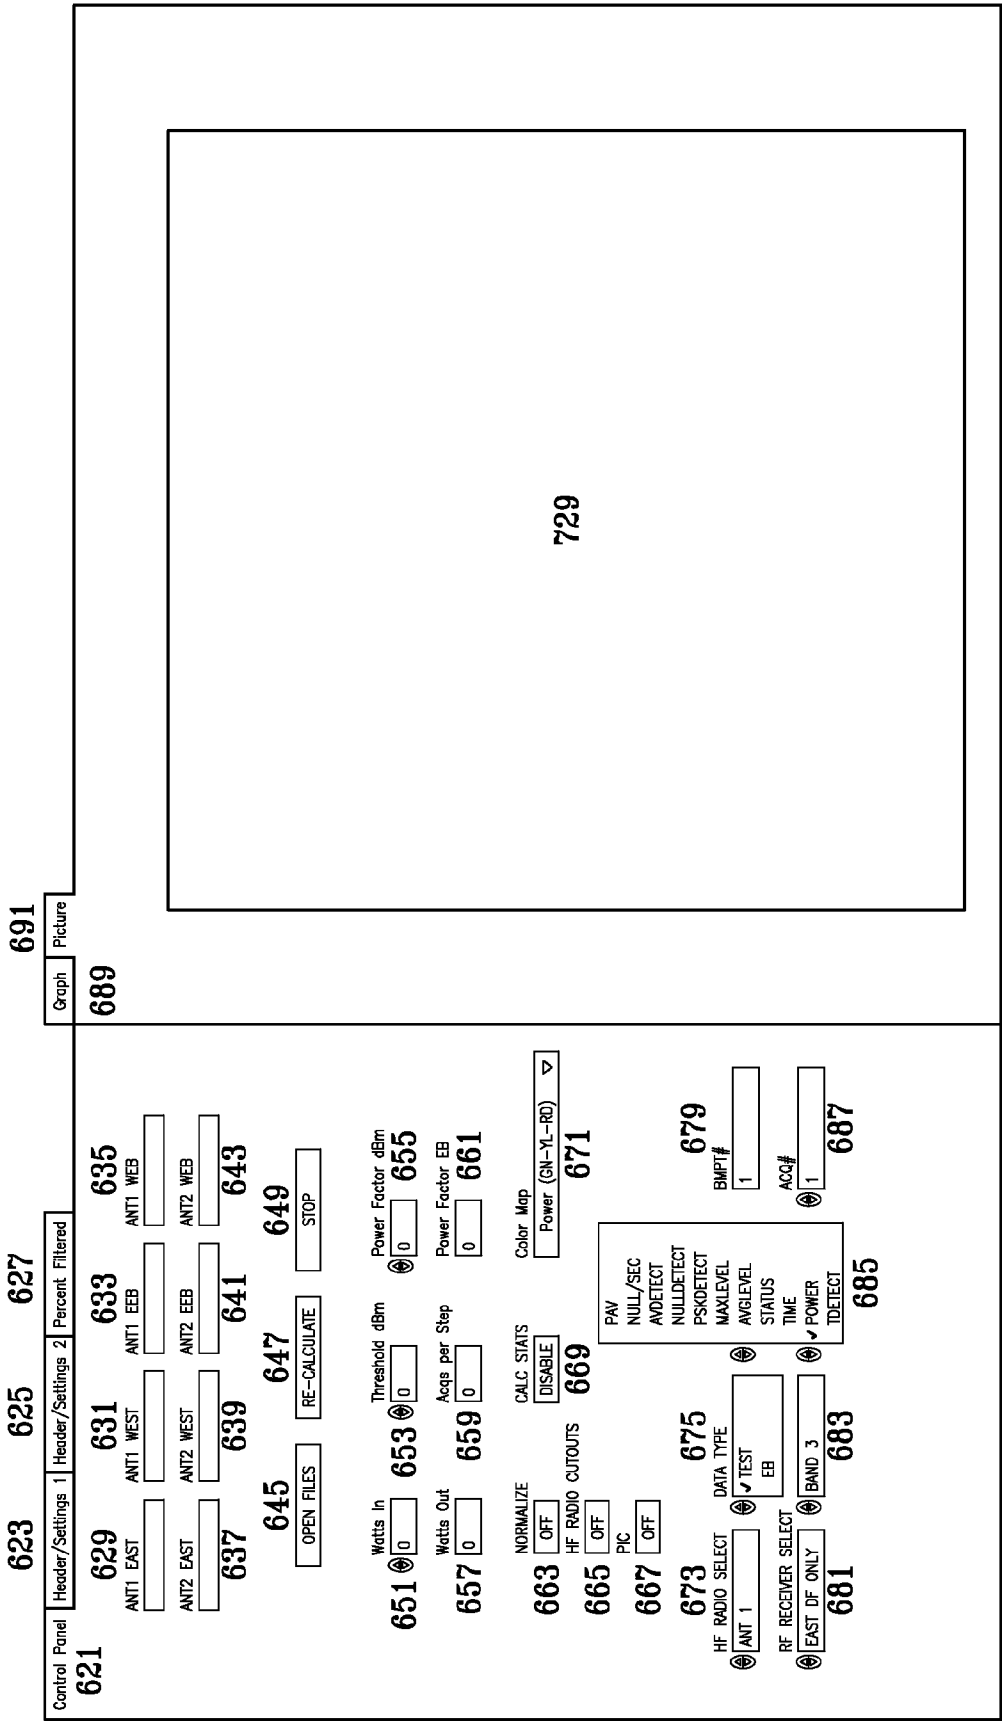 623 625 627 691
Control Panel Header/Settings 1 Header/Settings 2 Percent Filtered Graph Picture
621 689
629 631 633 635
ANT1 EAST ANT1 WEST ANT1 EEB ANT1 WEB
ANT2 EAST ANT2 WEST ANT2 EEB ANT2 WEB
637 639 641 643
645 647 649
OPEN FILES RE-CALCULATE STOP
Watts In Threshold dBm Power Factor dBm
651 0 653 0 0 655
Watts Out Acqs per Step Power Factor EB
657 0 659 0 0 661
NORMALIZE CALC STATS Color Map
663 OFF DISABLE Power (GN-YL-RD)
HF RADIO CUTOUTS 669 671
665 OFF
PIC
667 OFF
729
673 675 679
HF RADIO SELECT DATA TYPE BMPT#
ANT 1 ✓TEST 1
EB
RF RECEIVER SELECT ACQ#
EAST DF ONLY BAND 3 1
681 683 687
PAV
NULL/SEC
AVDETECT
NULLDETECT
PSKDETECT
MAXLEVEL
AVGLEVEL
STATUS
TIME
✓POWER
TDETECT
685